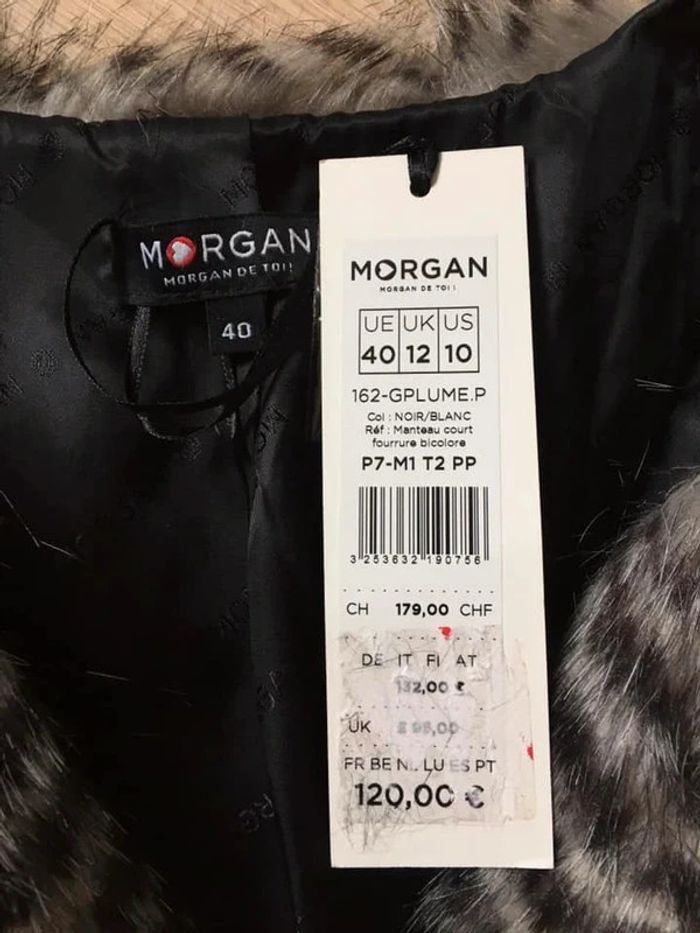 MORGAN
MORGAN DE TOI!
40
MORGAN
MORGAN DE TOI !
UE UK US
40 12 10
162-GPLUME.P
Col : NOIR/BLANC
Réf : Manteau court
fourrure bicolore
P7-M1 T2 PP
3 253632 190756
CH 179,00 CHF
DE IT FI AT
132,00 €
UK £ 95,00
FR BE NL LU ES PT
120,00 €